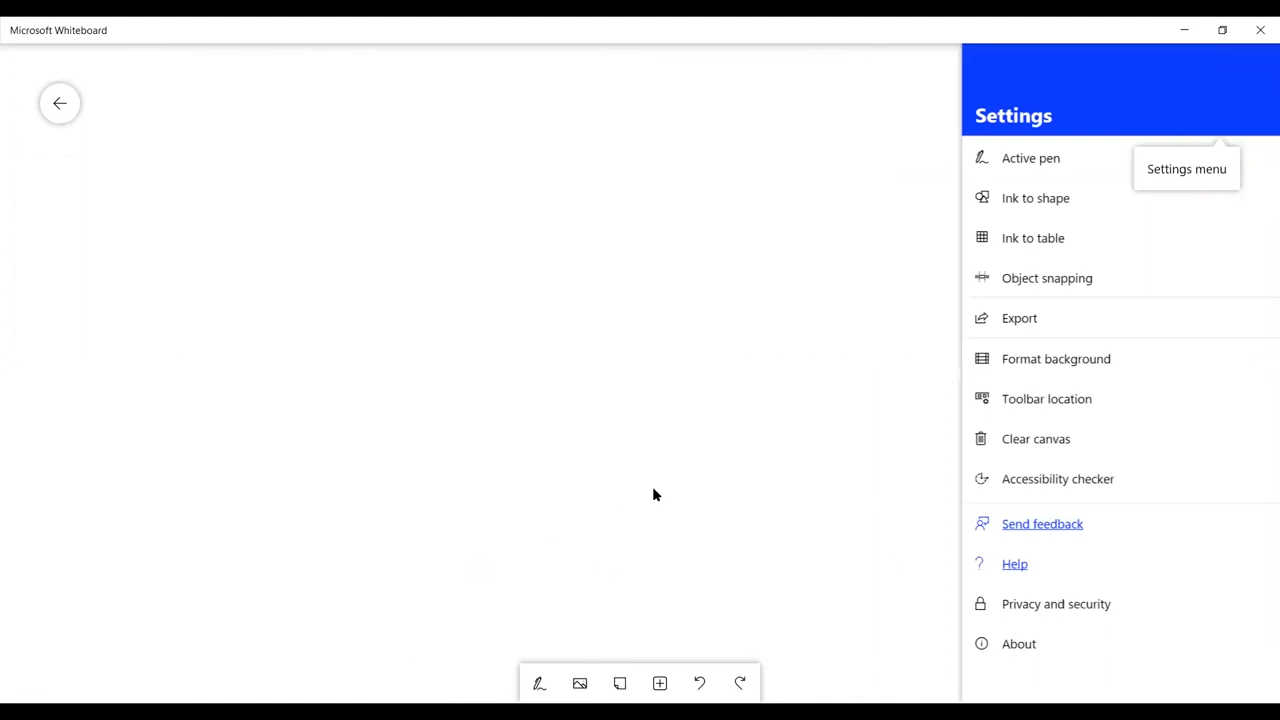 Microsoft Whiteboard
Settings
Active pen
Settings menu
Ink to shape
Ink to table
Object snapping
Export
Format background
Toolbar location
Clear canvas
Accessibility checker
Send feedback
Help
Privacy and security
About